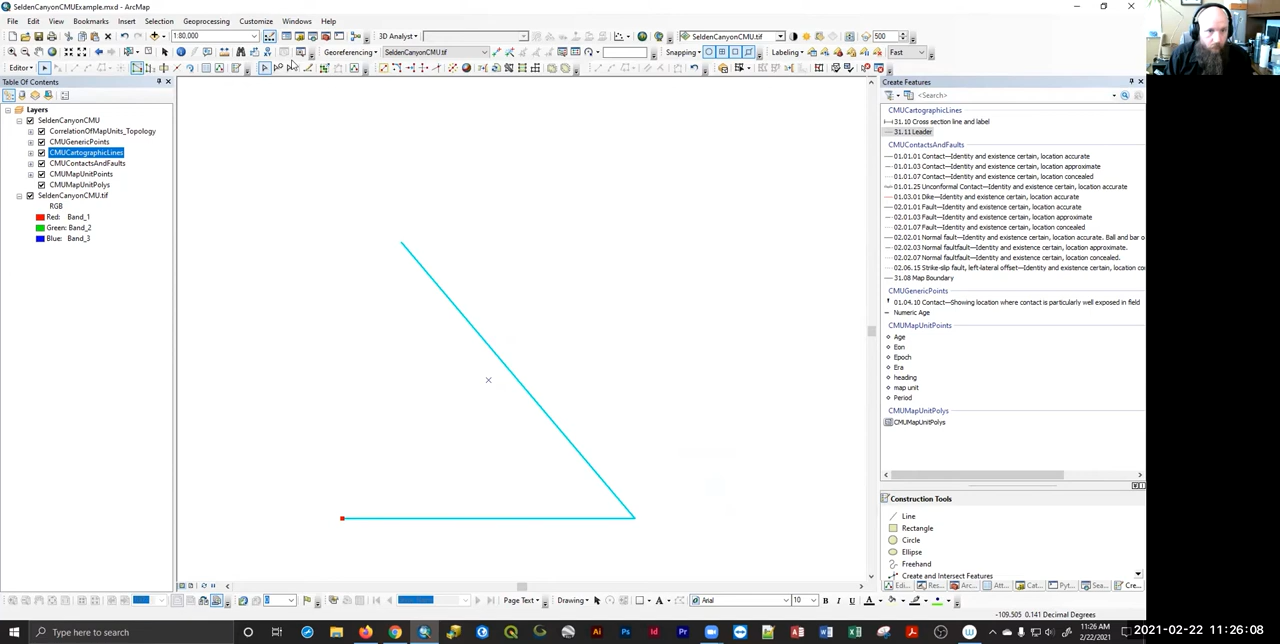 SeldenCanyonCMUExample.mxd - ArcMap
File Edit View Bookmarks Insert Selection Geoprocessing Customize Windows Help
1:80,000
3D Analyst
SeldenCanyonCMU.tif
500
Georeferencing
SeldenCanyonCMU.tif
Snapping
Labeling
Fast
Editor
Table Of Contents
Layers
SeldenCanyonCMU
CorrelationOfMapUnits_Topology
CMUGenericPoints
CMUCartographicLines
CMUContactsAndFaults
CMUMapUnitPoints
CMUMapUnitPolys
SeldenCanyonCMU.tif
RGB
Red: Band_1
Green: Band_2
Blue: Band_3
Create Features
<Search>
CMUCartographicLines
31.10 Cross section line and label
31.11 Leader
CMUContactsAndFaults
01.01.01 Contact—Identity and existence certain, location accurate
01.01.03 Contact—Identity and existence certain, location approximate
01.01.07 Contact—Identity and existence certain, location concealed
01.01.25 Unconformal Contact—Identity and existence certain, location accurate
01.03.01 Dike—Identity and existence certain, location accurate
02.01.01 Fault—Identity and existence certain, location accurate
02.01.03 Fault—Identity and existence certain, location approximate
02.01.07 Fault—Identity and existence certain, location concealed
02.02.01 Normal fault—Identity and existence certain, location accurate. Ball and bar o
02.02.03 Normal faultfault—Identity and existence certain, location approximate.
02.02.07 Normal fault—Identity and existence certain, location concealed.
02.06.15 Strike-slip fault, left-lateral offset—Identity and existence certain, location co
31.08 Map Boundary
CMUGenericPoints
01.04.10 Contact—Showing location where contact is particularly well exposed in field
Numeric Age
CMUMapUnitPoints
Age
Eon
Epoch
Era
heading
map unit
Period
CMUMapUnitPolys
CMUMapUnitPolys
Construction Tools
Line
Rectangle
Circle
Ellipse
Freehand
Create and Intersect Features
Edi... Res... Arc... Att... Cat... Pyt... Sea... Cre...
Page Text
Drawing
Arial
10
B I U A
-109.505 0.141 Decimal Degrees
Type here to search
11:26 AM
2/22/2021
2021-02-22 11:26:08